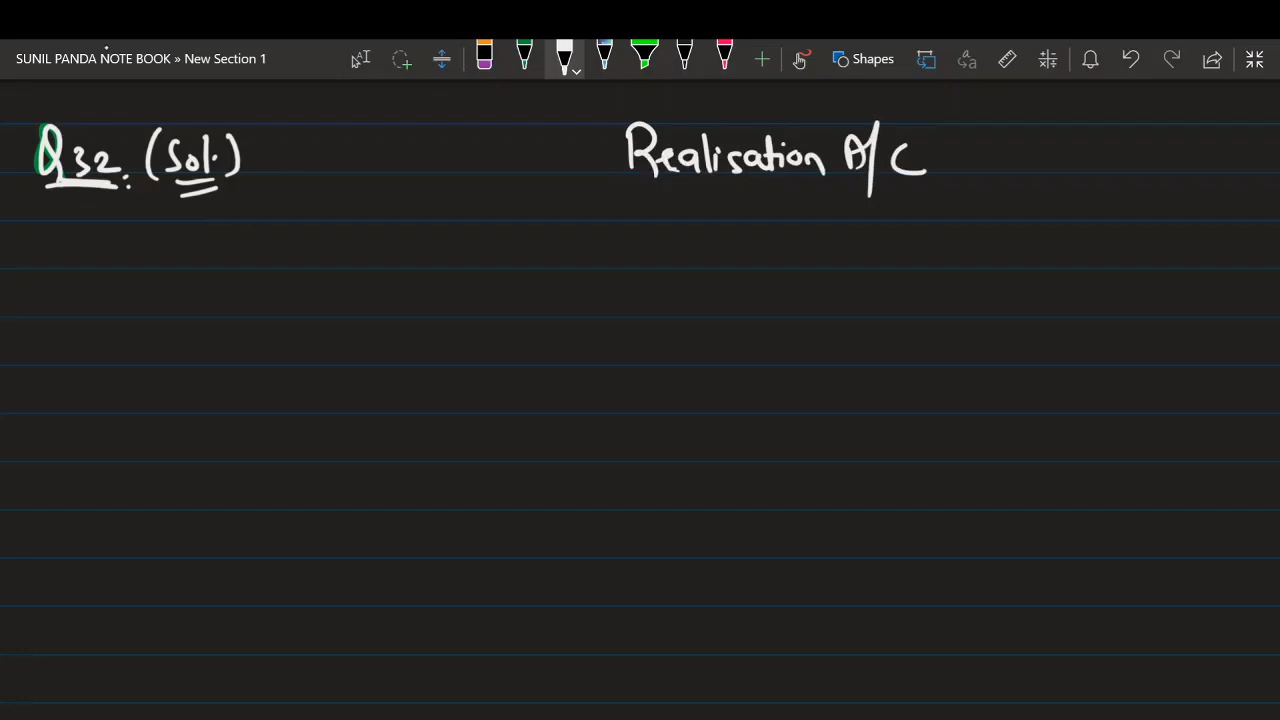 SUNIL PANDA NOTE BOOK » New Section 1
Shapes
Q32. (Sol.) Realisation A/C